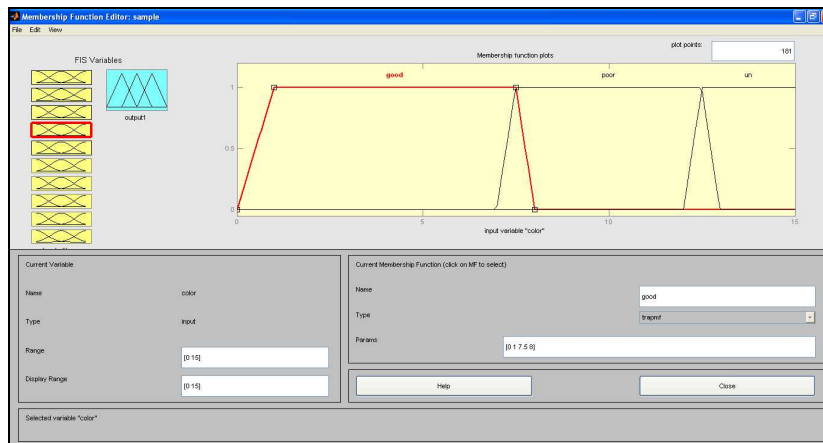 Membership Function Editor: sample
File Edit View
FIS Variables
Membership function plots
plot points:
181
output1
good
poor
un
1
0.5
0
0
5
10
15
input variable "color"
Current Variable
Name
color
Type
input
Range
[0 15]
Display Range
[0 15]
Current Membership Function (click on MF to select)
Name
good
Type
trapmf
Params
[0 1 7.5 8]
Help
Close
Selected variable "color"